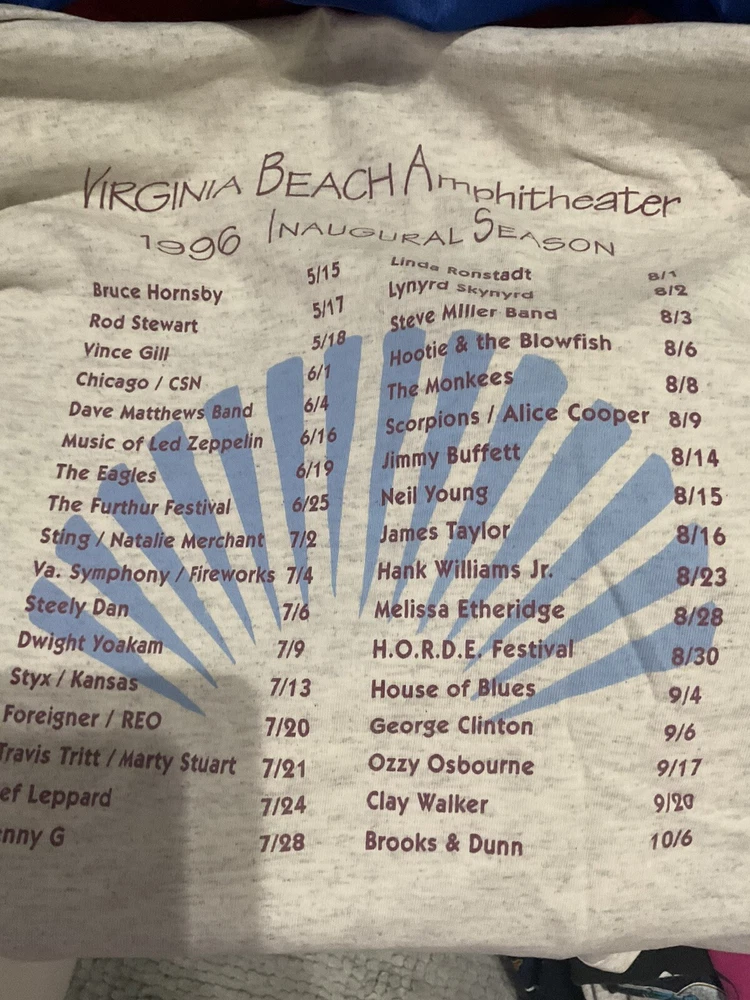 VIRGINIA BEACH Amphitheater
1996 INAUGURAL SEASON
Bruce Hornsby 5/15
Rod Stewart 5/17
Vince Gill 5/18
Chicago / CSN 6/1
Dave Matthews Band 6/4
Music of Led Zeppelin 6/16
The Eagles 6/19
The Furthur Festival 6/25
Sting / Natalie Merchant 7/2
Va. Symphony / Fireworks 7/4
Steely Dan 7/6
Dwight Yoakam 7/9
Styx / Kansas 7/13
Foreigner / REO 7/20
Travis Tritt / Marty Stuart 7/21
ef Leppard 7/24
enny G 7/28
Linda Ronstadt 8/1
Lynyrd Skynyrd 8/2
Steve Miller Band 8/3
Hootie & the Blowfish 8/6
The Monkees 8/8
Scorpions / Alice Cooper 8/9
Jimmy Buffett 8/14
Neil Young 8/15
James Taylor 8/16
Hank Williams Jr. 8/23
Melissa Etheridge 8/28
H.O.R.D.E. Festival 8/30
House of Blues 9/4
George Clinton 9/6
Ozzy Osbourne 9/17
Clay Walker 9/20
Brooks & Dunn 10/6